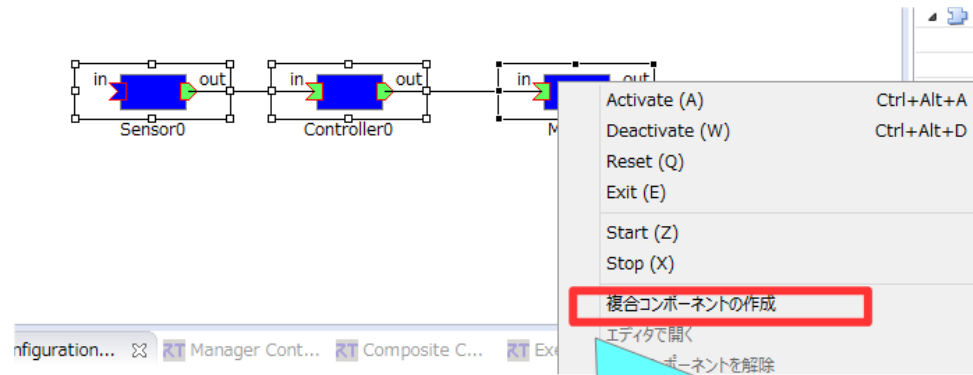 in out in out in out
Sensor0 Controller0 M
Activate (A) Ctrl+Alt+A
Deactivate (W) Ctrl+Alt+D
Reset (Q)
Exit (E)
Start (Z)
Stop (X)
複合コンポーネントの作成
エディタで開く
ポーネントを解除
nfiguration... RT Manager Cont... RT Composite C... RT Exe